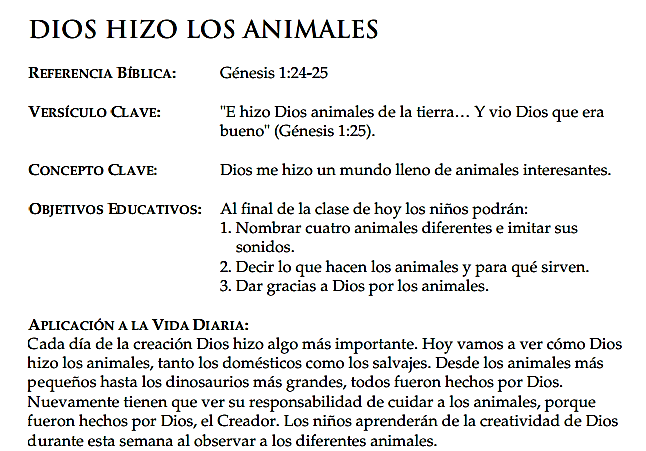 DIOS HIZO LOS ANIMALES
REFERENCIA BÍBLICA: Génesis 1:24-25
VERSÍCULO CLAVE: "E hizo Dios animales de la tierra… Y vio Dios que era
bueno" (Génesis 1:25).
CONCEPTO CLAVE: Dios me hizo un mundo lleno de animales interesantes.
OBJETIVOS EDUCATIVOS: Al final de la clase de hoy los niños podrán:
1. Nombrar cuatro animales diferentes e imitar sus
sonidos.
2. Decir lo que hacen los animales y para qué sirven.
3. Dar gracias a Dios por los animales.
APLICACIÓN A LA VIDA DIARIA:
Cada día de la creación Dios hizo algo más importante. Hoy vamos a ver cómo Dios
hizo los animales, tanto los domésticos como los salvajes. Desde los animales más
pequeños hasta los dinosaurios más grandes, todos fueron hechos por Dios.
Nuevamente tienen que ver su responsabilidad de cuidar a los animales, porque
fueron hechos por Dios, el Creador. Los niños aprenderán de la creatividad de Dios
durante esta semana al observar a los diferentes animales.